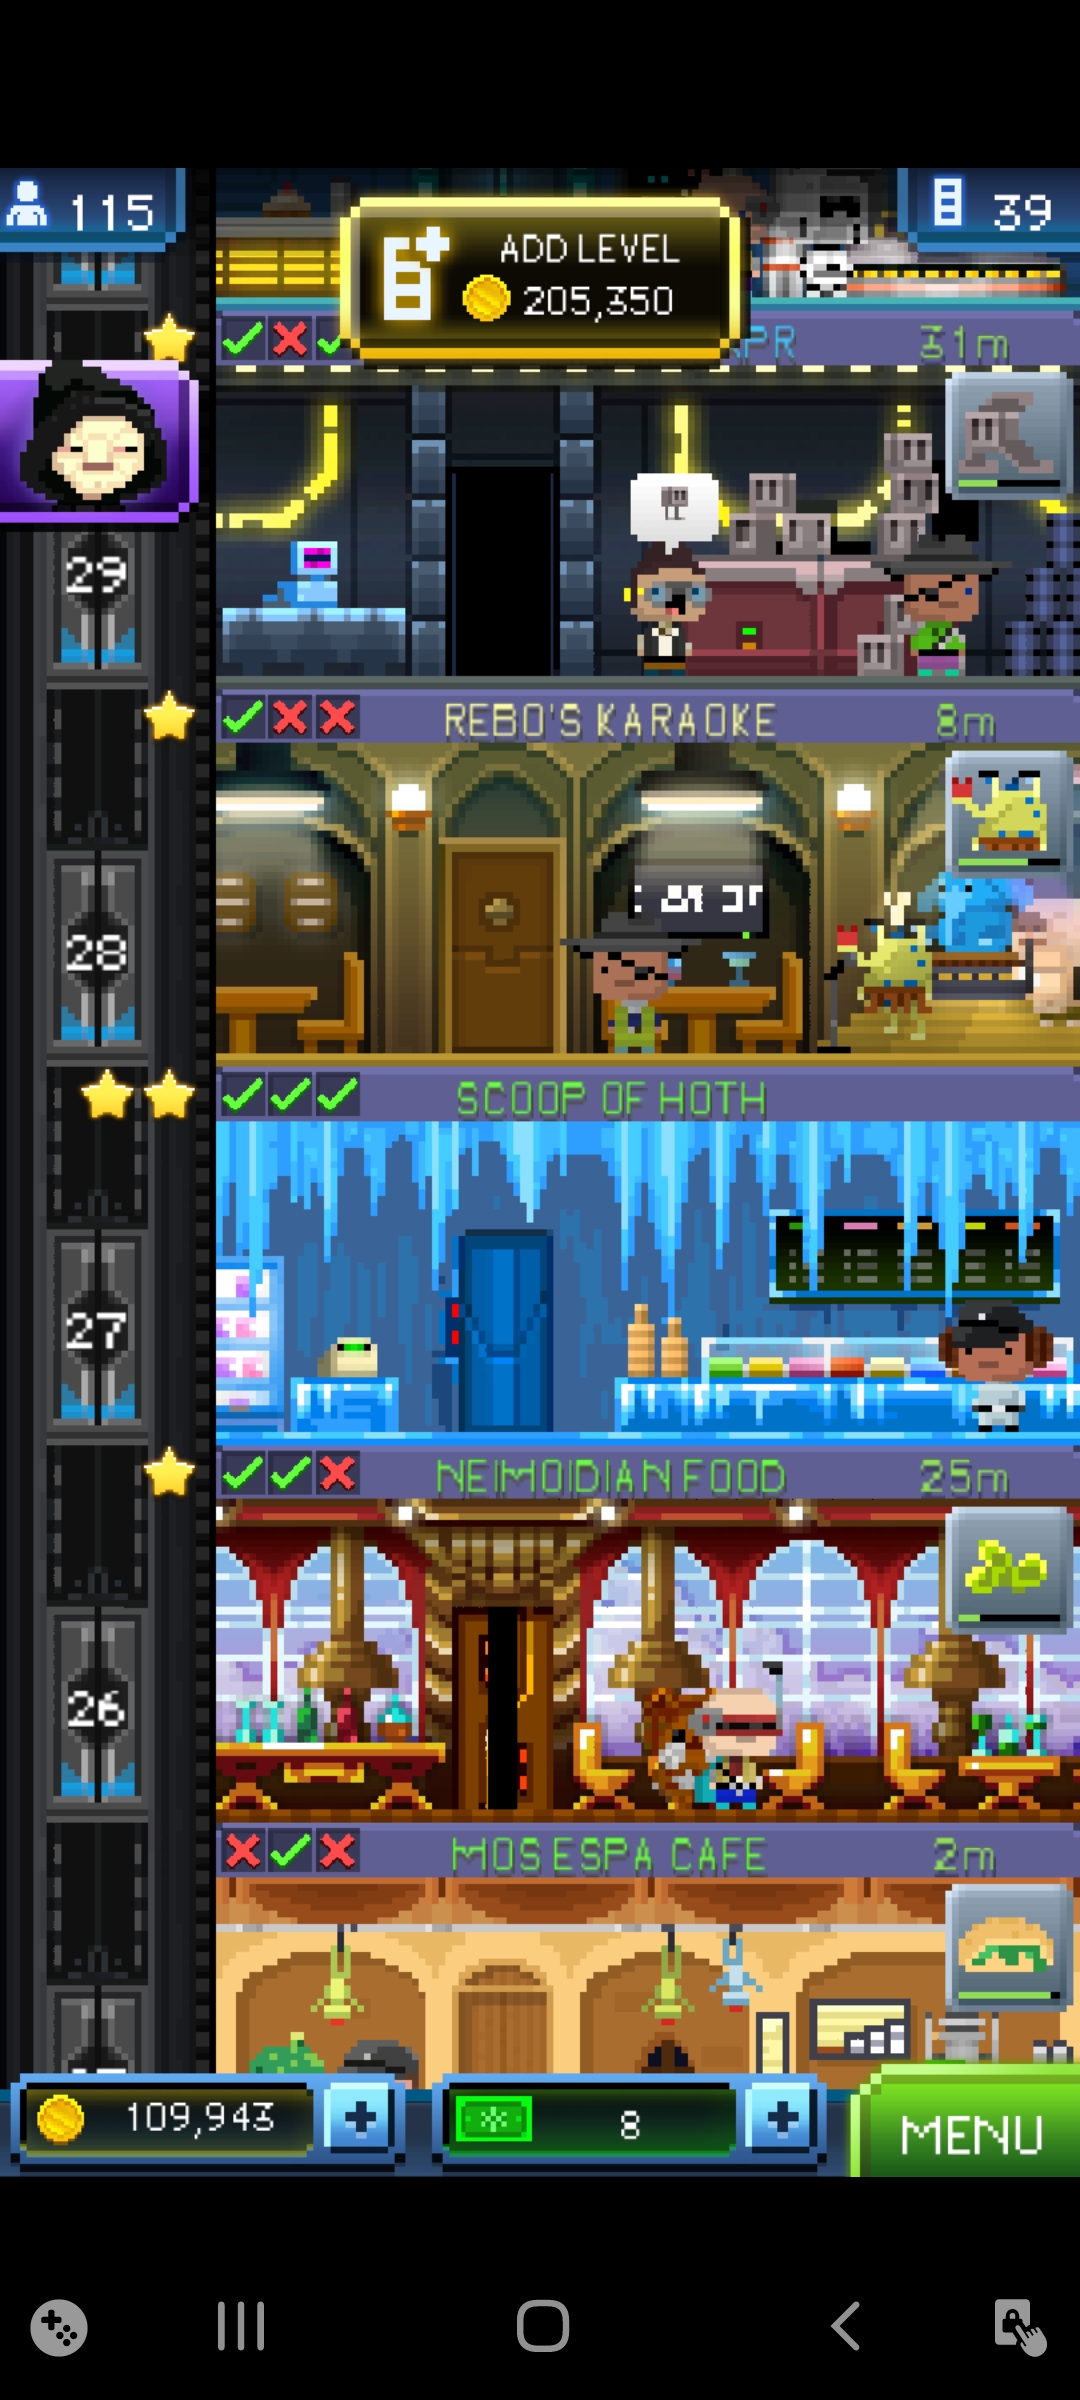 115
ADD LEVEL
205,350
39
31m
29
REBO'S KARAOKE
8m
28
SCOOP OF HOTH
27
NEIMOIDIAN FOOD
25m
26
MOS ESPA CAFE
2m
109,943
8
MENU